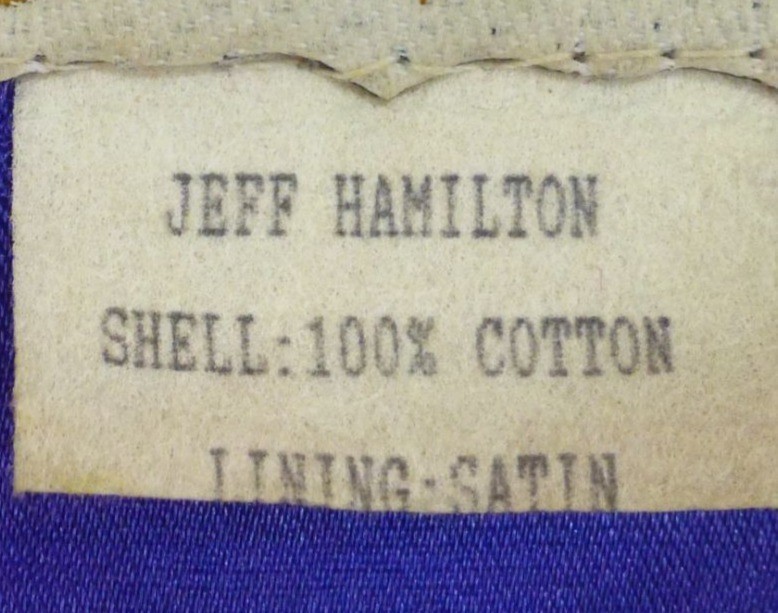 JEFF HAMILTON
SHELL:100% COTTON
LINING:SATIN